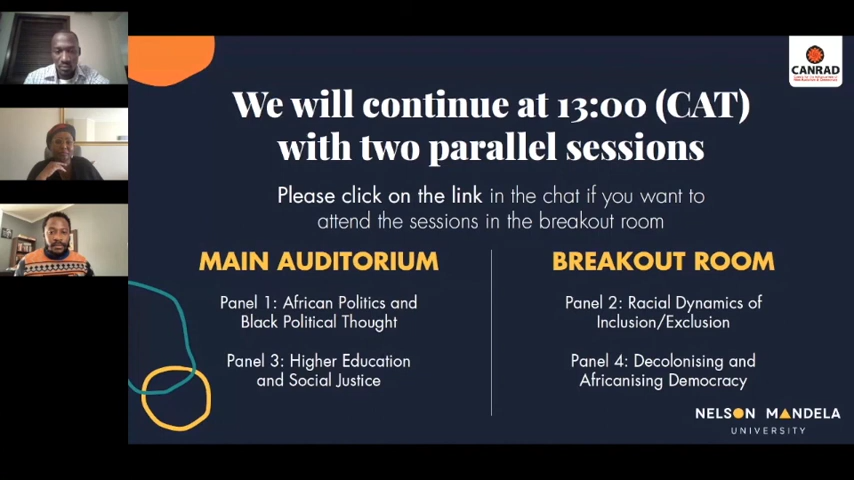 We will continue at 13:00 (CAT)
with two parallel sessions
Please click on the link in the chat if you want to
attend the sessions in the breakout room
MAIN AUDITORIUM
Panel 1: African Politics and
Black Political Thought
Panel 3: Higher Education
and Social Justice
BREAKOUT ROOM
Panel 2: Racial Dynamics of
Inclusion/Exclusion
Panel 4: Decolonising and
Africanising Democracy
CANRAD
NELSON MANDELA
UNIVERSITY